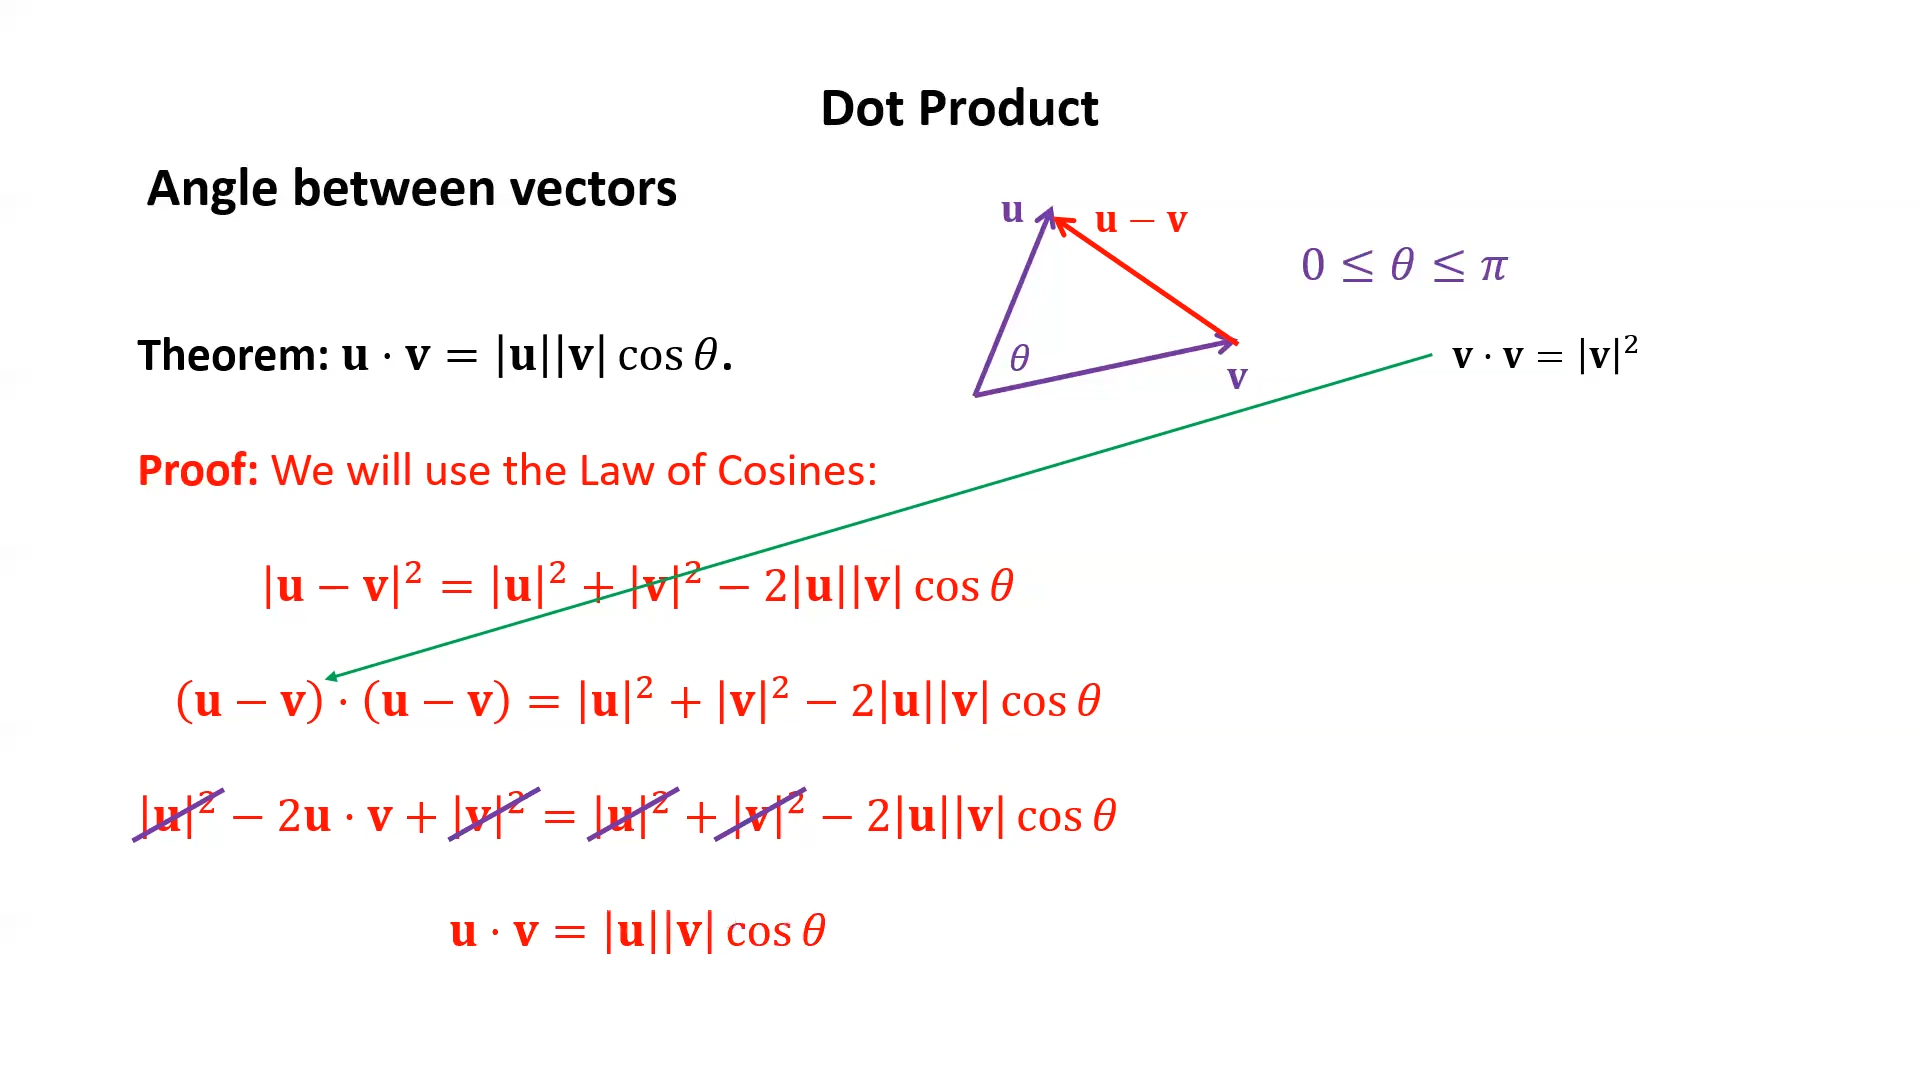 Dot Product
Angle between vectors
u
u − v
0 ≤ θ ≤ π
θ
v
Theorem: u · v = |u||v| cos θ.
v · v = |v|²
Proof: We will use the Law of Cosines:
|u − v|² = |u|² + |v|² − 2|u||v| cos θ
(u − v) · (u − v) = |u|² + |v|² − 2|u||v| cos θ
|u|² − 2u · v + |v|² = |u|² + |v|² − 2|u||v| cos θ
u · v = |u||v| cos θ